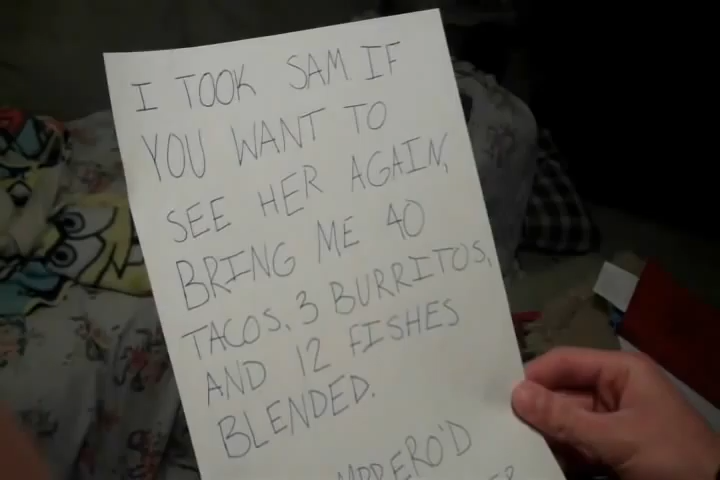 I TOOK SAM IF
YOU WANT TO
SEE HER AGAIN,
BRING ME 40
TACOS, 3 BURRITOS,
AND 12 FISHES
BLENDED.